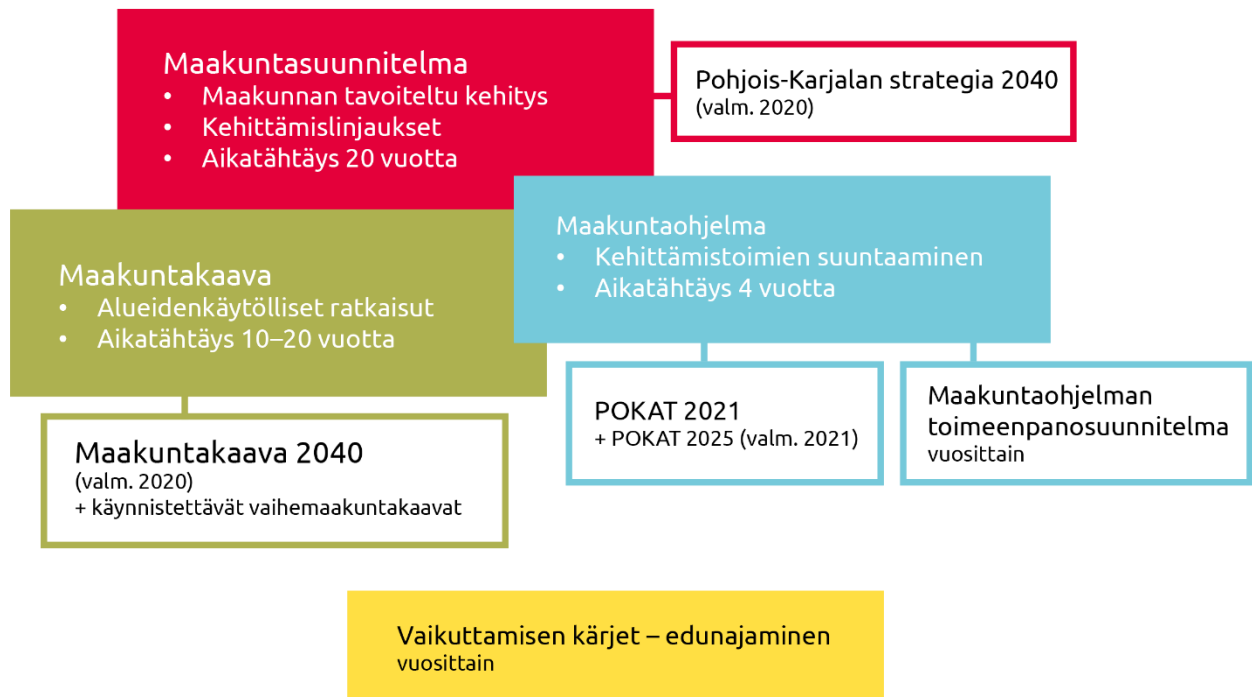 Maakuntasuunnitelma
• Maakunnan tavoiteltu kehitys
• Kehittämislinjaukset
• Aikatähtäys 20 vuotta
Pohjois-Karjalan strategia 2040
(valm. 2020)
Maakuntakaava
• Alueidenkäytölliset ratkaisut
• Aikatähtäys 10–20 vuotta
Maakuntaohjelma
• Kehittämistoimien suuntaaminen
• Aikatähtäys 4 vuotta
Maakuntakaava 2040
(valm. 2020)
+ käynnistettävät vaihemaakuntakaavat
POKAT 2021
+ POKAT 2025 (valm. 2021)
Maakuntaohjelman
toimeenpanosuunnitelma
vuosittain
Vaikuttamisen kärjet – edunajaminen
vuosittain